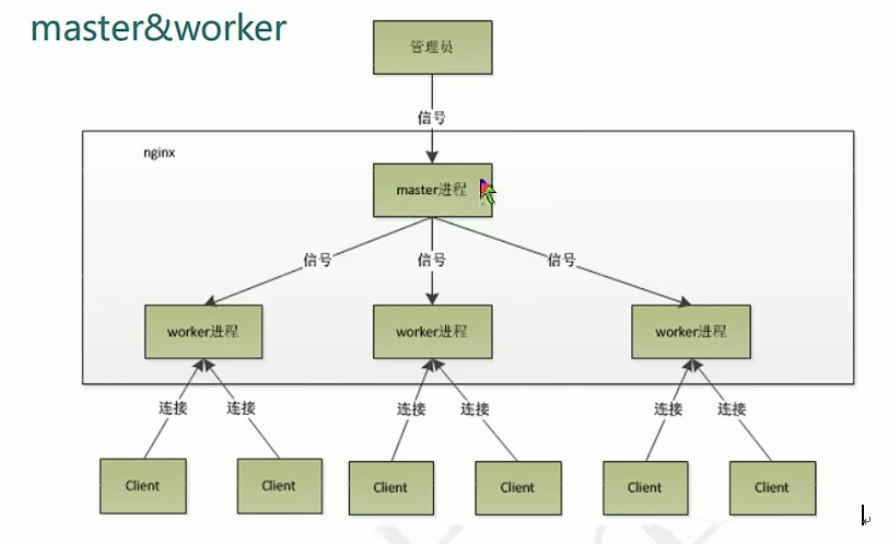 master&worker
管理员
信号
nginx
master进程
信号 信号 信号
worker进程 worker进程 worker进程
连接 连接 连接 连接 连接 连接
Client Client Client Client Client Client